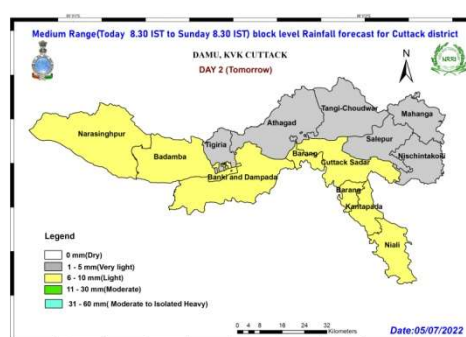 Medium Range(Today 8.30 IST to Sunday 8.30 IST) block level Rainfall forecast for Cuttack district
DAMU, KVK CUTTACK
DAY 2 (Tomorrow)
N
Tangi-Choudwar
Mahanga
Athagad
Narasinghpur
Tigiria
Salepur
Badamba
Barang
Nischintakoili
Cuttack Sadar
Banki and Dampada
Barang
Kantapada
Niali
Legend
0 mm(Dry)
1 - 5 mm(Very light)
6 - 10 mm(Light)
11 - 30 mm(Moderate)
31 - 60 mm( Moderate to Isolated Heavy)
0 4 8 16 24 32
Kilometers
Date:05/07/2022